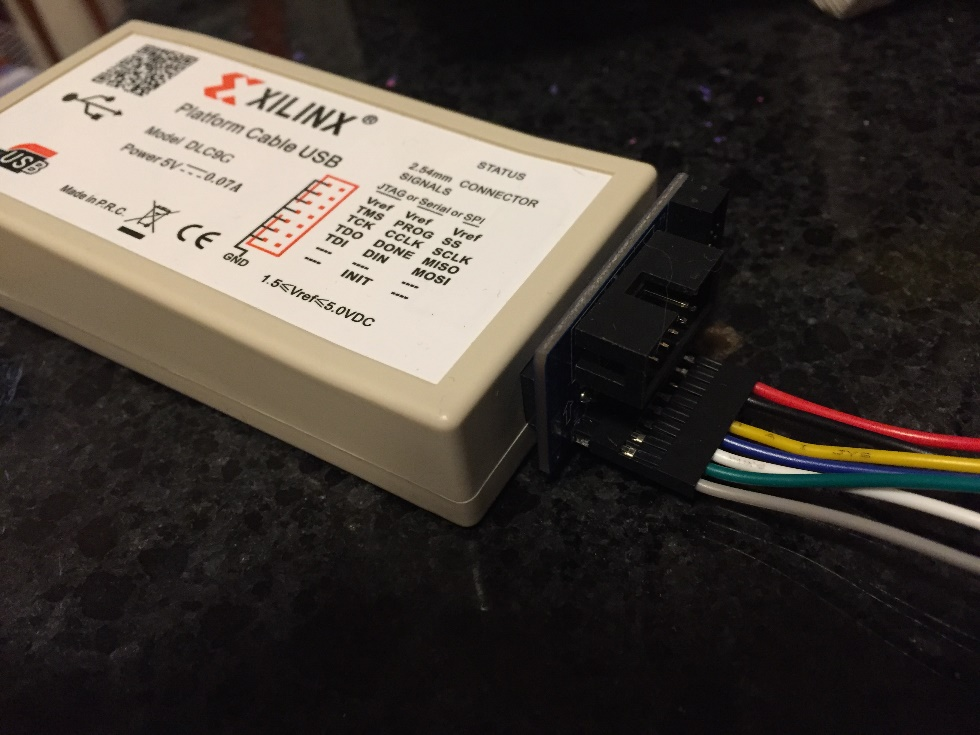 XILINX®
Platform Cable USB
Model DLC9G
Power 5V 0.07A
USB
Made in P.R.C.
CE
GND
STATUS
2.54mm CONNECTOR
SIGNALS
JTAG or Serial or SPI
Vref Vref Vref
TMS PROG SS
TCK CCLK SCLK
TDO DONE MISO
TDI DIN MOSI
---- ---- ----
---- INIT ----
1.5≤Vref≤5.0VDC